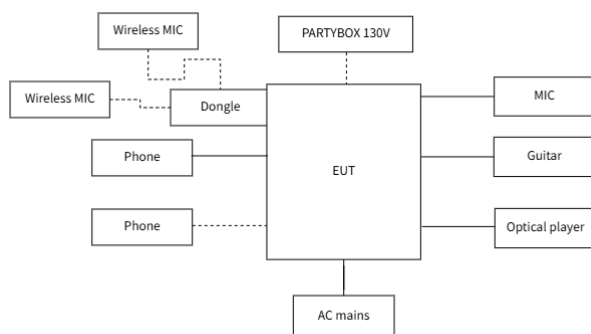 Wireless MIC
PARTYBOX 130V
Wireless MIC
Dongle
MIC
Phone
EUT
Guitar
Phone
Optical player
AC mains